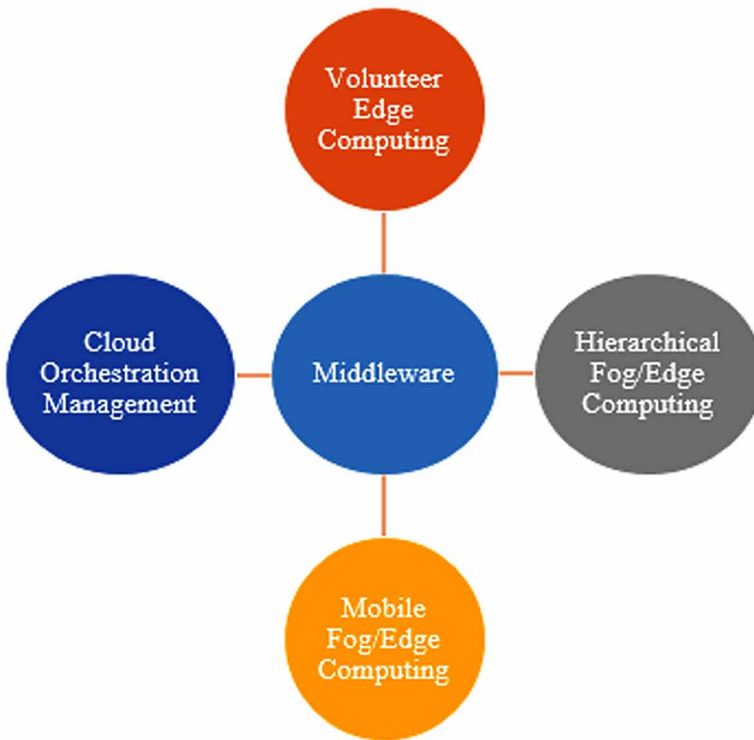 Volunteer
Edge
Computing
Cloud
Orchestration
Management
Middleware
Hierarchical
Fog/Edge
Computing
Mobile
Fog/Edge
Computing